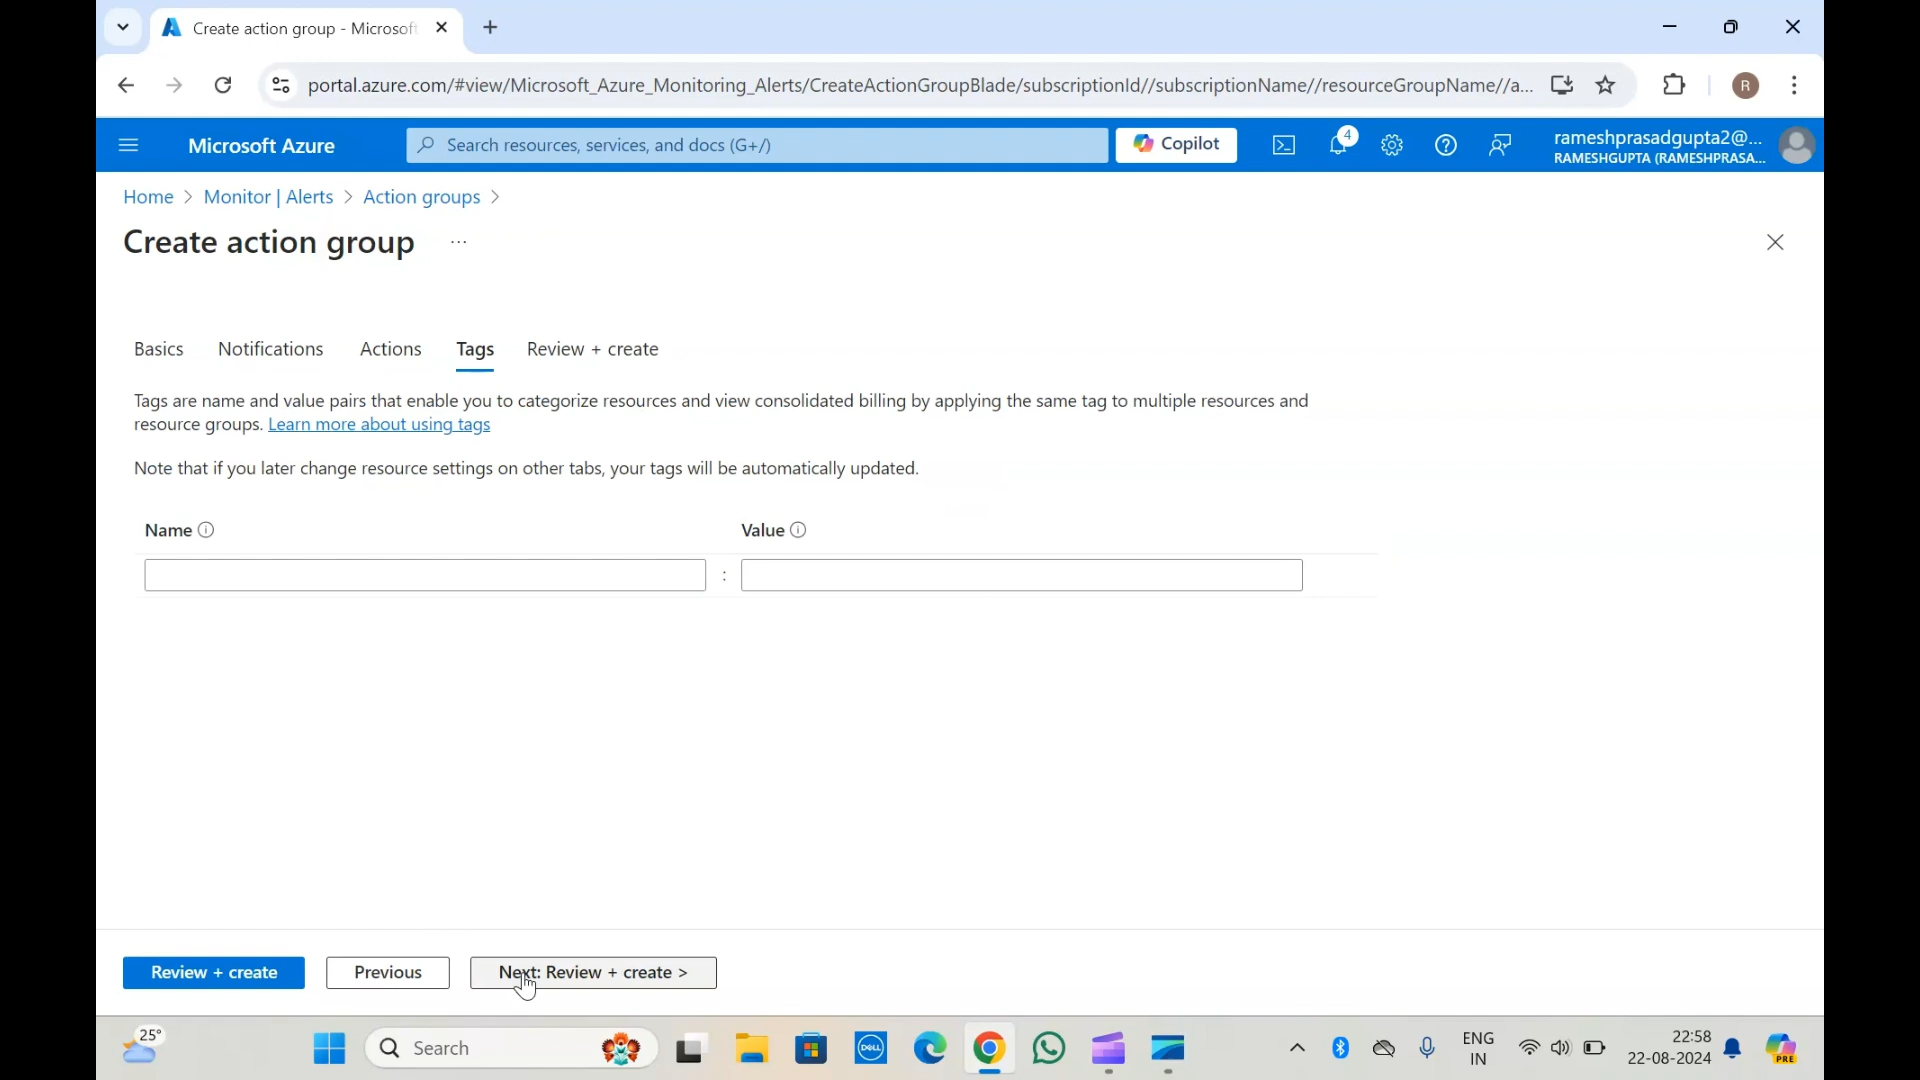 Create action group - Microsof
portal.azure.com/#view/Microsoft_Azure_Monitoring_Alerts/CreateActionGroupBlade/subscriptionId//subscriptionName//resourceGroupName//a...
R
Microsoft Azure
Search resources, services, and docs (G+/)
Copilot
4
rameshprasadgupta2@...
RAMESHGUPTA (RAMESHPRASA...
Home > Monitor | Alerts > Action groups >
Create action group ...
Basics Notifications Actions Tags Review + create
Tags are name and value pairs that enable you to categorize resources and view consolidated billing by applying the same tag to multiple resources and
resource groups. Learn more about using tags
Note that if you later change resource settings on other tabs, your tags will be automatically updated.
Name Value
:
Review + create Previous Next: Review + create >
25°
Search
DELL
PRE
ENG
IN
22:58
22-08-2024